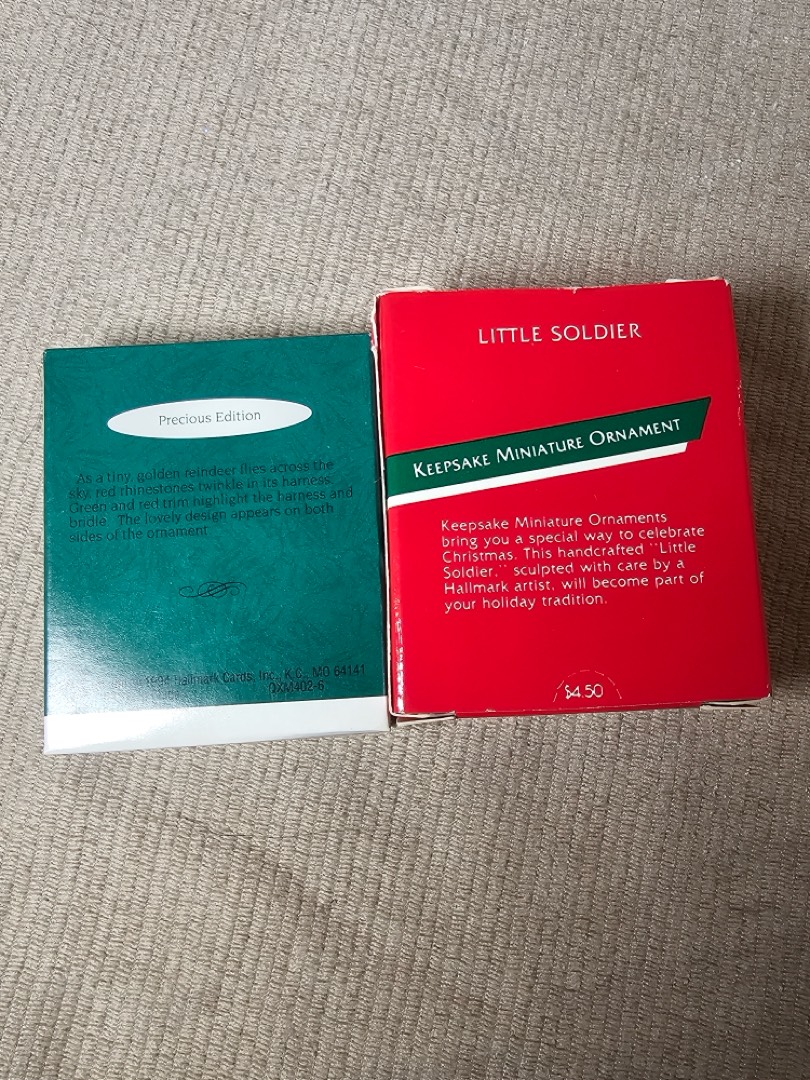 Precious Edition
As a tiny, golden reindeer flies across the
sky, red rhinestones twinkle in its harness.
Green and red trim highlight the harness and
bridle. The lovely design appears on both
sides of the ornament
1994 Hallmark Cards, Inc., K.C., MO 64141
QXM402-6
LITTLE SOLDIER
KEEPSAKE MINIATURE ORNAMENT
Keepsake Miniature Ornaments
bring you a special way to celebrate
Christmas. This handcrafted "Little
Soldier," sculpted with care by a
Hallmark artist, will become part of
your holiday tradition.
$4.50